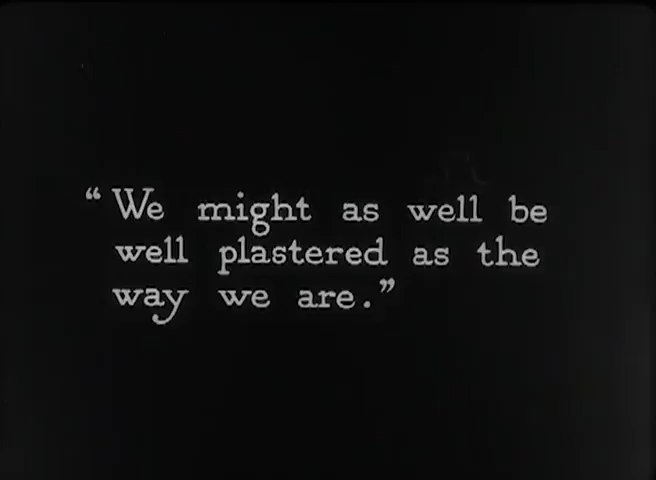 “We might as well be
well plastered as the
way we are.”